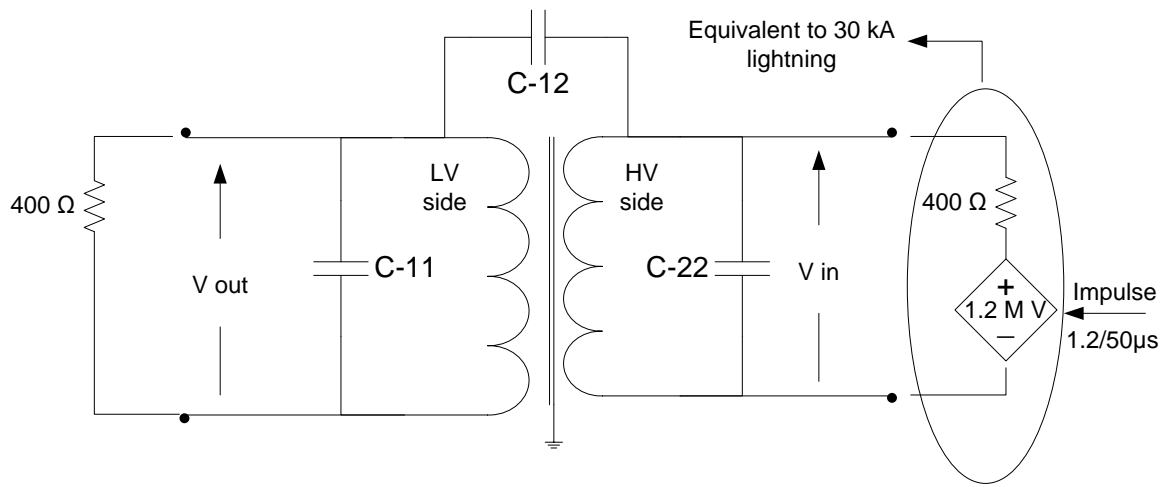 Equivalent to 30 kA
lightning
C-12
LV
side
HV
side
400 Ω
400 Ω
V out
C-11
C-22
V in
+
1.2 M V
−
Impulse
1.2/50µs